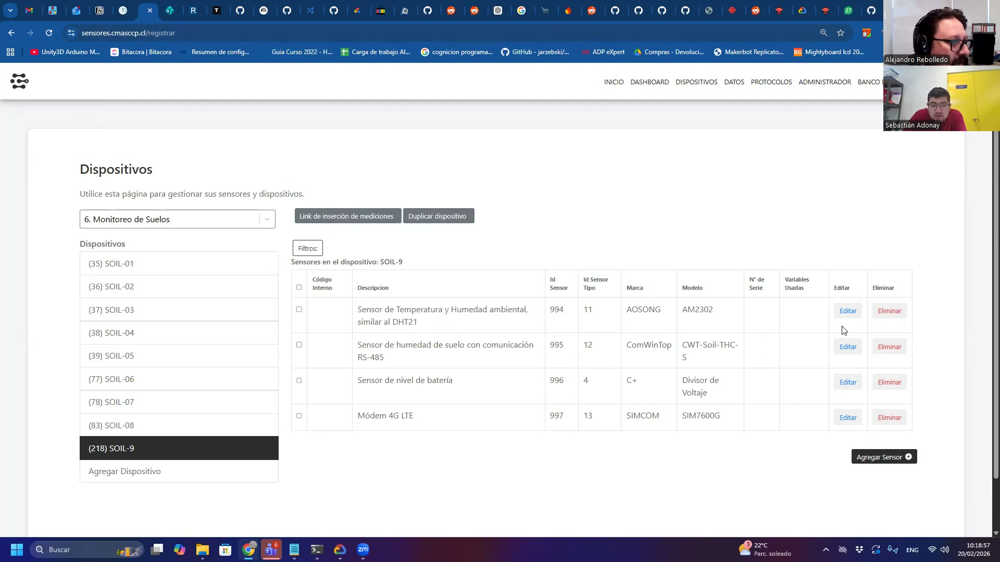 27
sensores.cmasccp.cl/registrar
Unity3D Arduino M...
Bitacora | Bitacora
Resumen de config...
Guia Curso 2022 - H...
Carga de trabajo Al...
cognicion programa...
GitHub - jarzebski/...
ADP eXpert
Compras - Devoluci...
Makerbot Replicato...
Mightyboard lcd 20...
Alejandro Rebolledo
Sebastián Adonay
INICIO DASHBOARD DISPOSITIVOS DATOS PROTOCOLOS ADMINISTRADOR BANCO
Dispositivos
Utilice esta página para gestionar sus sensores y dispositivos.
6. Monitoreo de Suelos
Link de inserción de mediciones
Duplicar dispositivo
Dispositivos
(35) SOIL-01
(36) SOIL-02
(37) SOIL-03
(38) SOIL-04
(39) SOIL-05
(77) SOIL-06
(78) SOIL-07
(83) SOIL-08
(218) SOIL-9
Agregar Dispositivo
Filtros:
Sensores en el dispositivo: SOIL-9
Código Interno Descripcion Id Sensor Id Sensor Tipo Marca Modelo N° de Serie Variables Usadas Editar Eliminar
Sensor de Temperatura y Humedad ambiental, 994 11 AOSONG AM2302 Editar Eliminar
similar al DHT21
Sensor de humedad de suelo con comunicación 995 12 ComWinTop CWT-Soil-THC- Editar Eliminar
RS-485 S
Sensor de nivel de batería 996 4 C+ Divisor de Editar Eliminar
Voltaje
Módem 4G LTE 997 13 SIMCOM SIM7600G Editar Eliminar
Agregar Sensor
Buscar
6
zm
3
22°C
Parc. soleado
ENG
10:18:57
20/02/2026